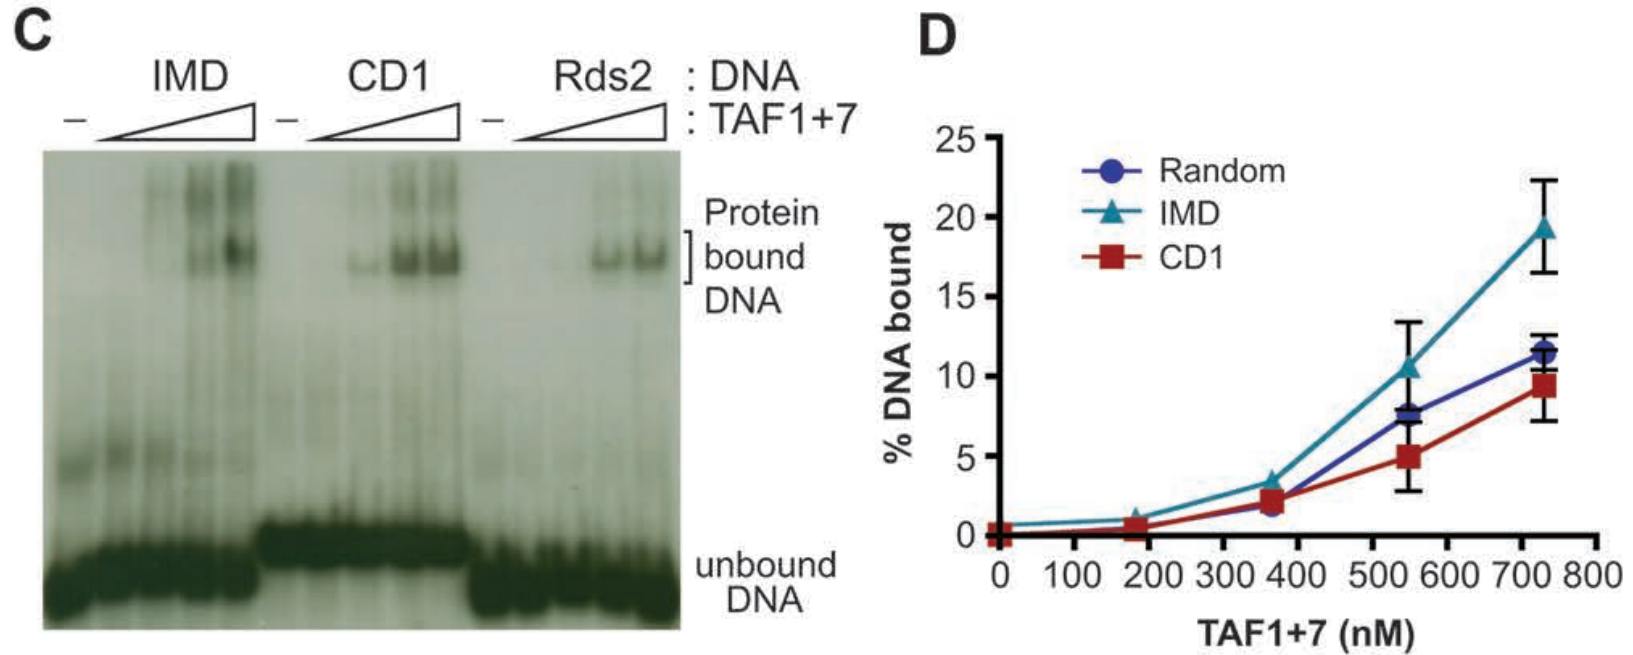 C
IMD CD1 Rds2 : DNA
– – – : TAF1+7
Protein
bound
DNA
unbound
DNA
D
25
20
15
10
5
0
% DNA bound
Random
IMD
CD1
0 100 200 300 400 500 600 700 800
TAF1+7 (nM)